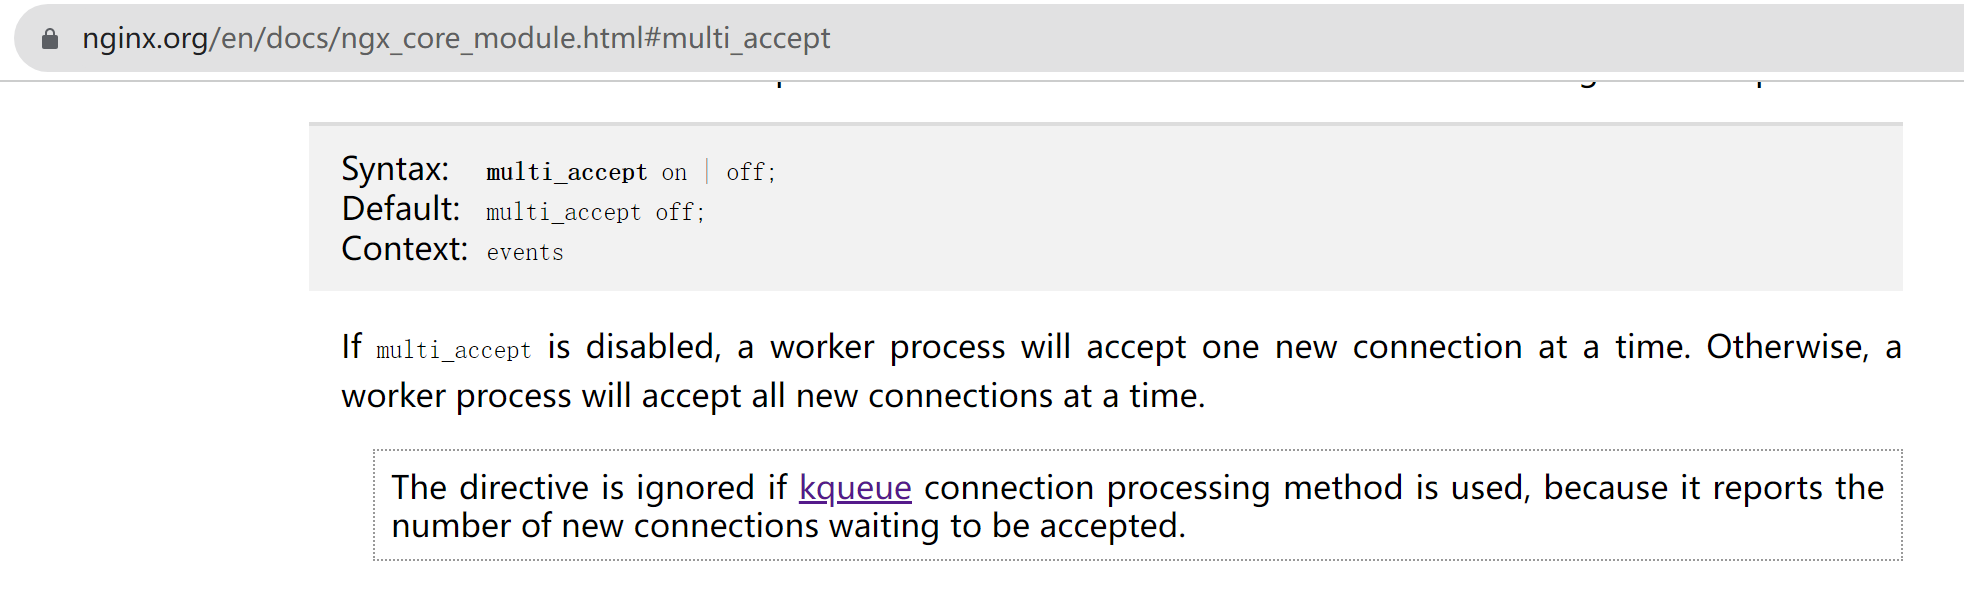 nginx.org/en/docs/ngx_core_module.html#multi_accept
Syntax: multi_accept on | off;
Default: multi_accept off;
Context: events
If multi_accept is disabled, a worker process will accept one new connection at a time. Otherwise, a
worker process will accept all new connections at a time.
The directive is ignored if kqueue connection processing method is used, because it reports the
number of new connections waiting to be accepted.